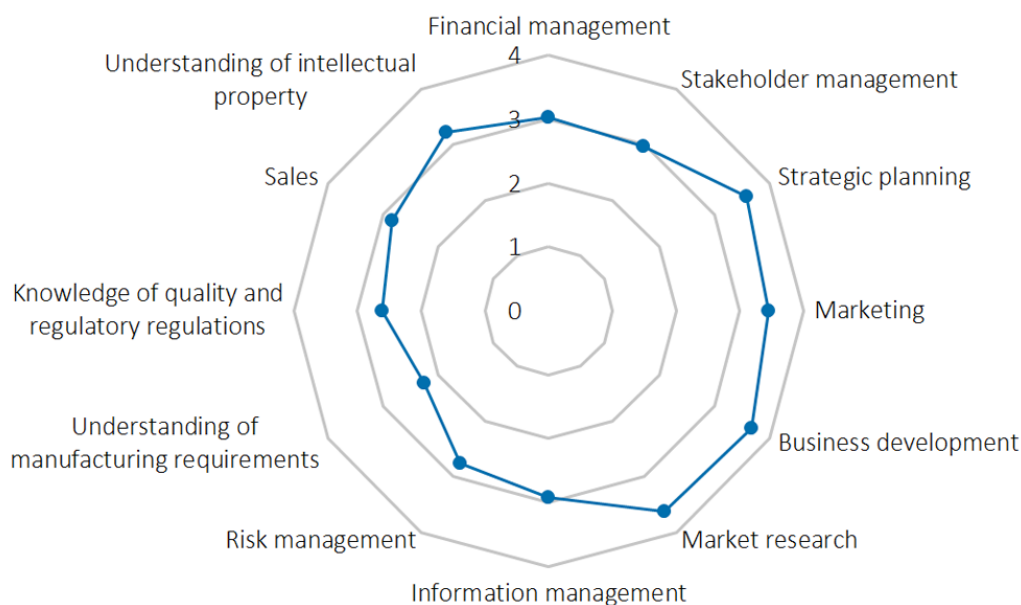 Financial management
Stakeholder management
Strategic planning
Marketing
Business development
Market research
Information management
Risk management
Understanding of
manufacturing requirements
Knowledge of quality and
regulatory regulations
Sales
Understanding of intellectual
property
4
3
2
1
0